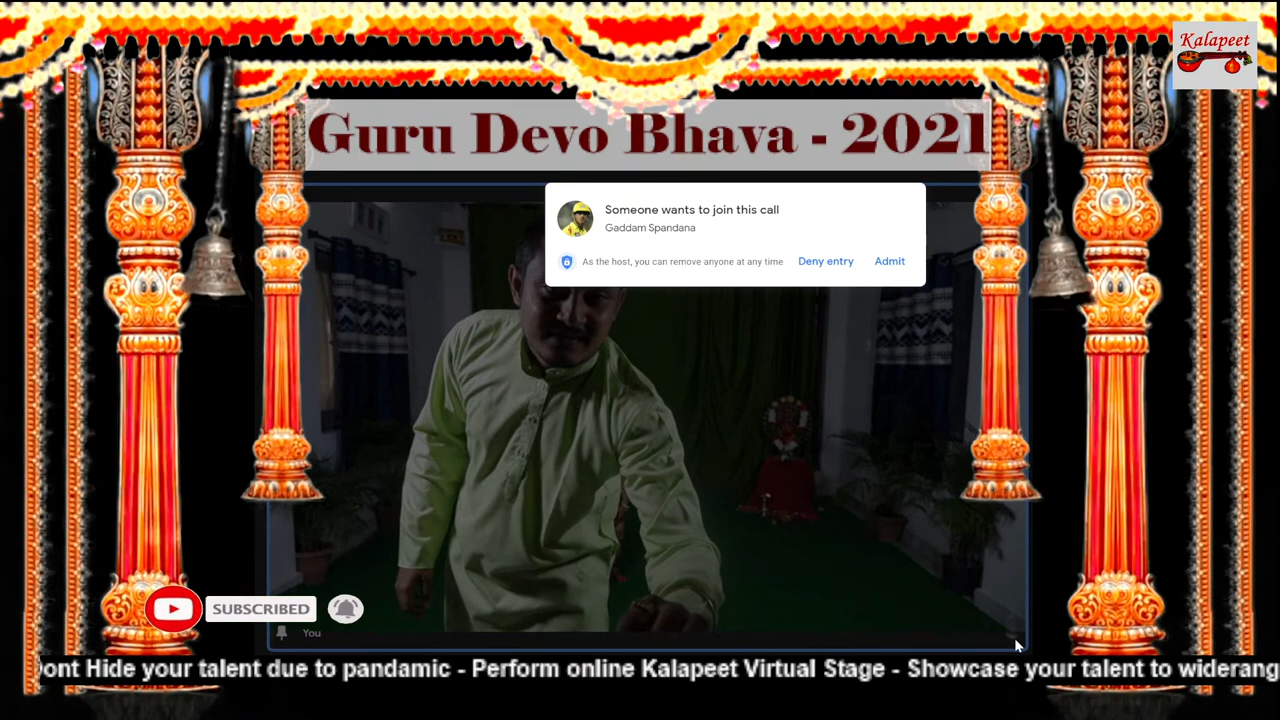 Kalapeet
Guru Devo Bhava - 2021
Someone wants to join this call
Gaddam Spandana
As the host, you can remove anyone at any time
Deny entry
Admit
SUBSCRIBED
You
ont Hide your talent due to pandamic - Perform online Kalapeet Virtual Stage - Showcase your talent to widerang